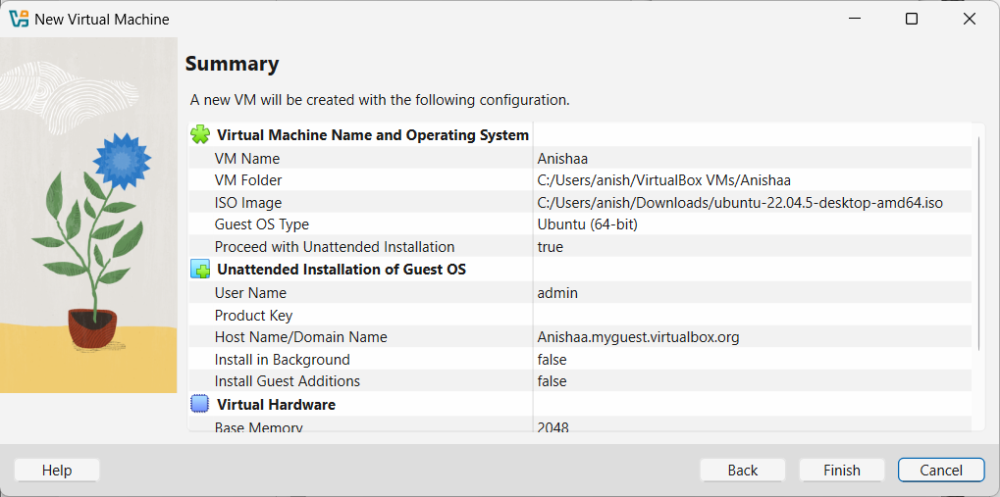 New Virtual Machine
Summary
A new VM will be created with the following configuration.
Virtual Machine Name and Operating System
VM Name Anishaa
VM Folder C:/Users/anish/VirtualBox VMs/Anishaa
ISO Image C:/Users/anish/Downloads/ubuntu-22.04.5-desktop-amd64.iso
Guest OS Type Ubuntu (64-bit)
Proceed with Unattended Installation true
Unattended Installation of Guest OS
User Name admin
Product Key
Host Name/Domain Name Anishaa.myguest.virtualbox.org
Install in Background false
Install Guest Additions false
Virtual Hardware
Base Memory 2048
Help Back Finish Cancel